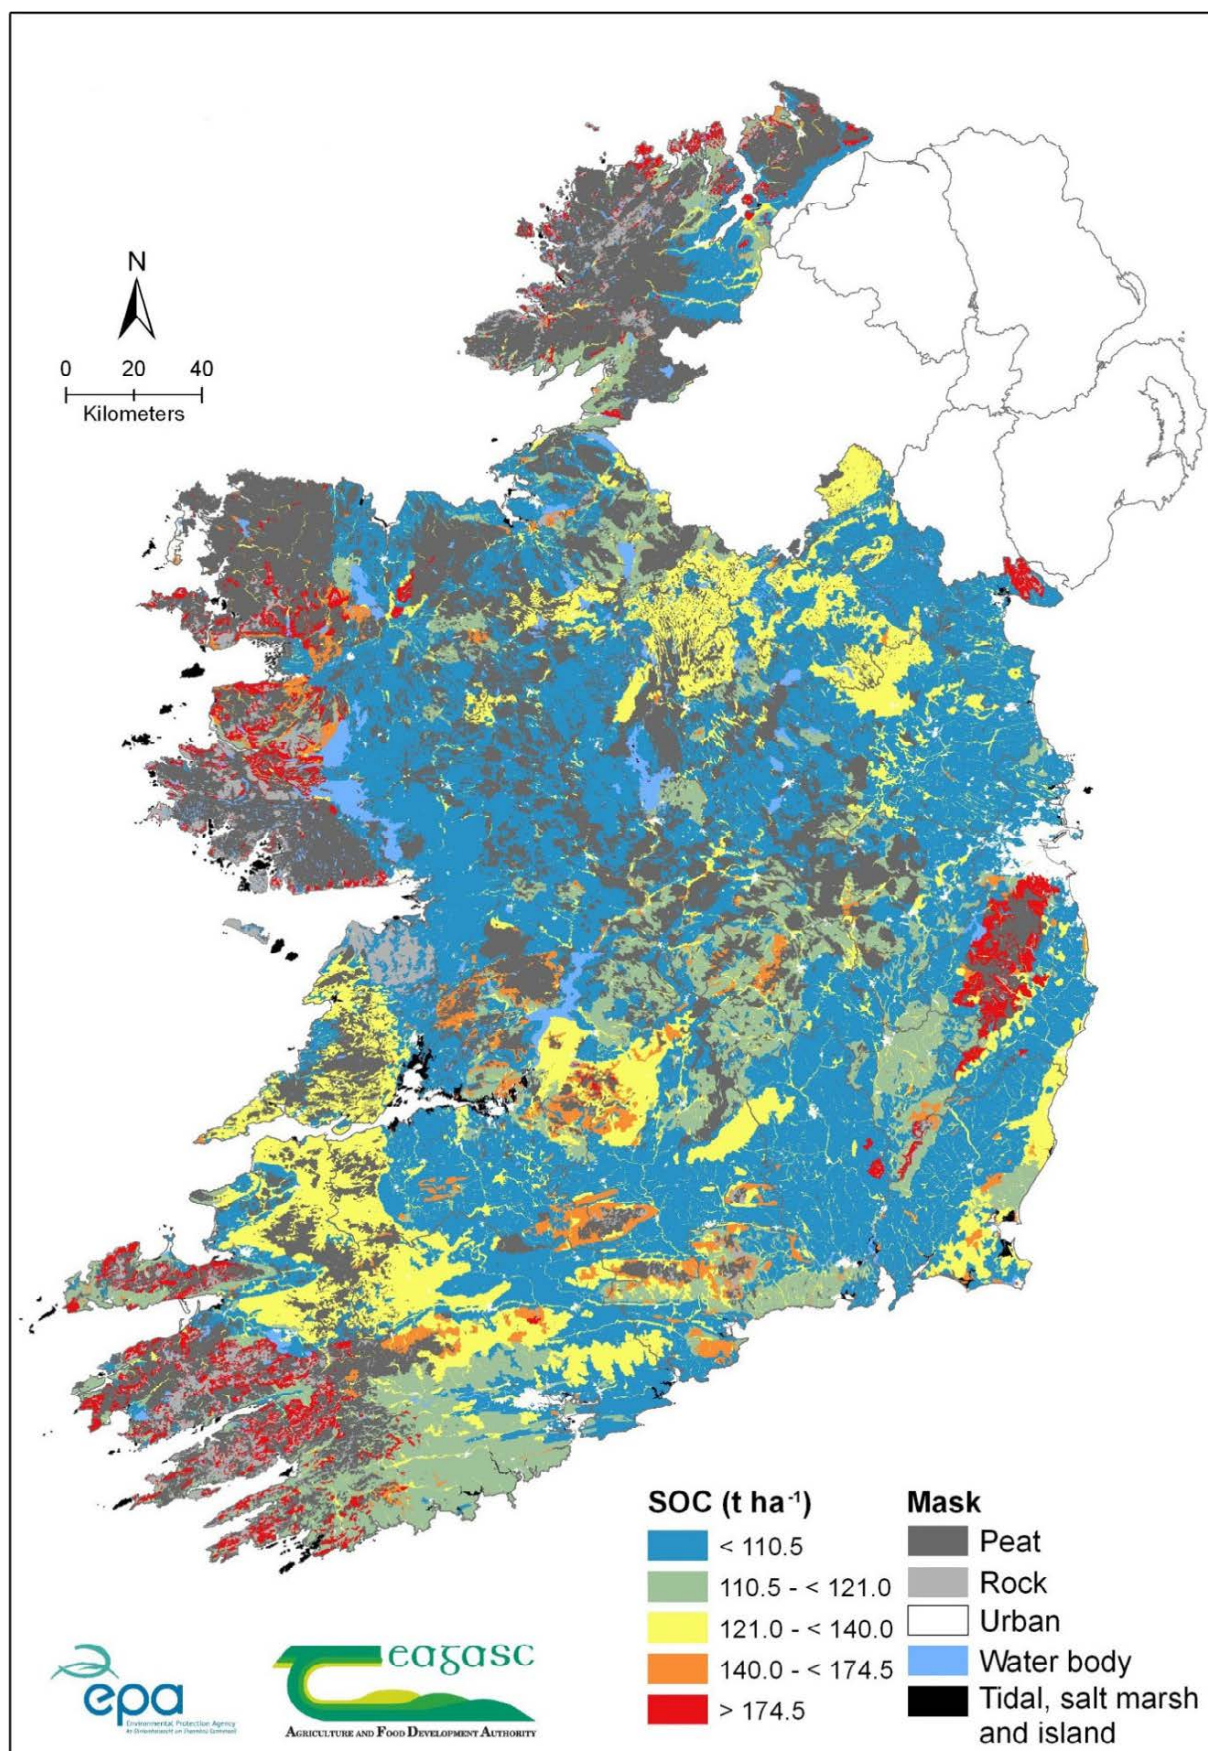 N
0 20 40
Kilometers
SOC (t ha⁻¹)
< 110.5
110.5 - < 121.0
121.0 - < 140.0
140.0 - < 174.5
> 174.5
Mask
Peat
Rock
Urban
Water body
Tidal, salt marsh
and island
epa
Environmental Protection Agency
eagasc
AGRICULTURE AND FOOD DEVELOPMENT AUTHORITY